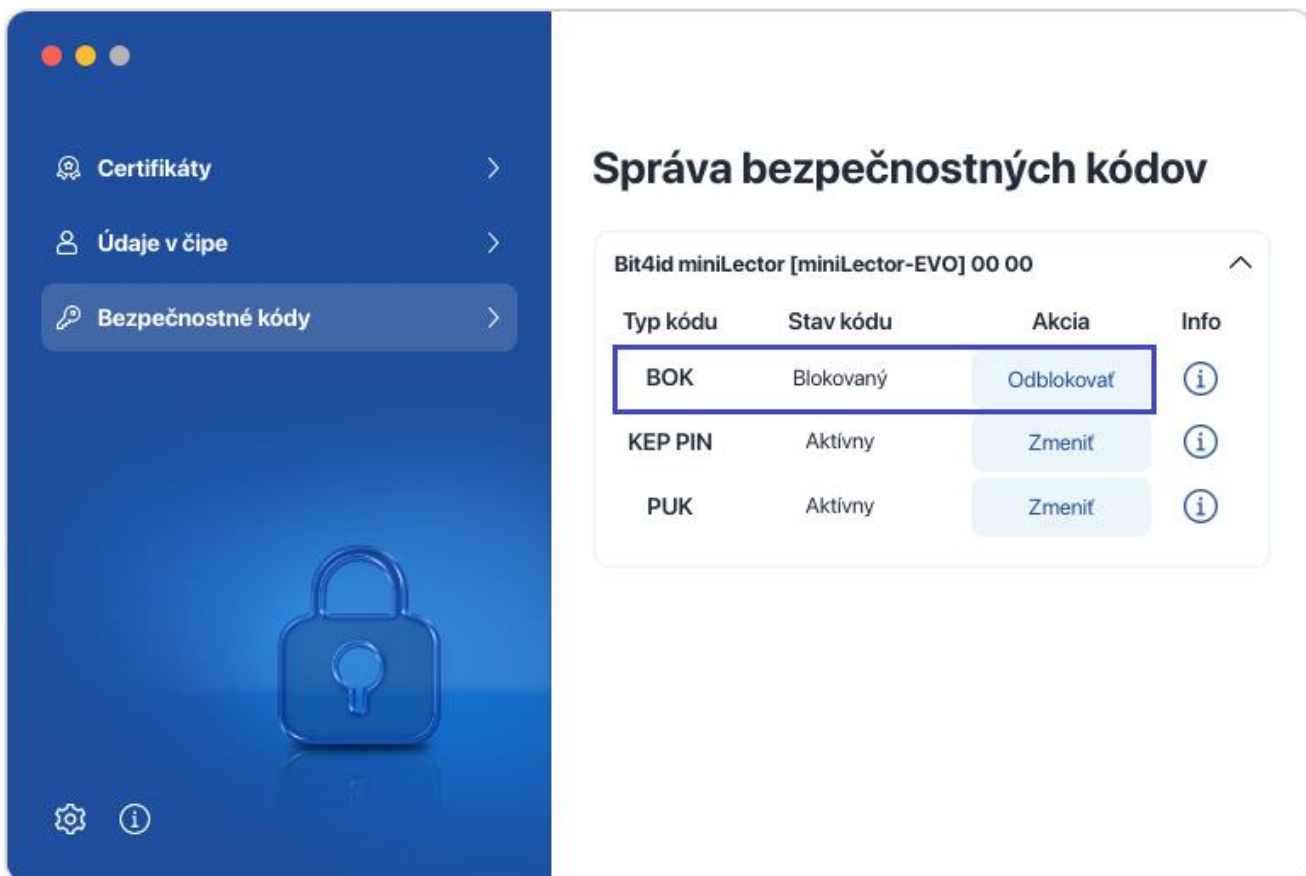 Certifikáty
Údaje v čipe
Bezpečnostné kódy
Správa bezpečnostných kódov
Bit4id miniLector [miniLector-EVO] 00 00
Typ kódu Stav kódu Akcia Info
BOK Blokovaný Odblokovať
KEP PIN Aktívny Zmeniť
PUK Aktívny Zmeniť